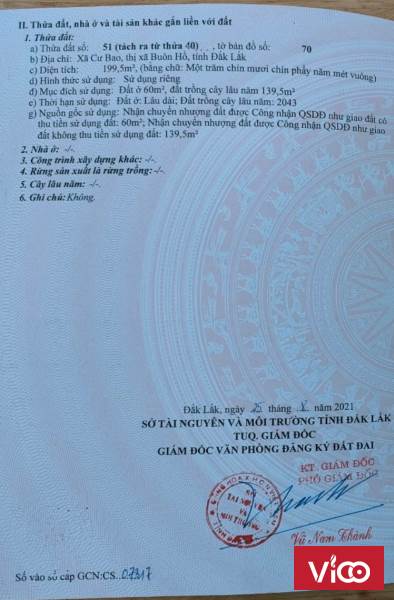 II. Thửa đất, nhà ở và tài sản khác gắn liền với đất
1. Thửa đất:
a) Thửa đất số: 51 (tách ra từ thửa 40) , tờ bản đồ số: 70
b) Địa chỉ: Xã Cư Bao, thị xã Buôn Hồ, tỉnh Đắk Lắk
c) Diện tích: 199,5m², (bằng chữ: Một trăm chín mươi chín phẩy năm mét vuông)
d) Hình thức sử dụng: Sử dụng riêng
đ) Mục đích sử dụng: Đất ở 60m², đất trồng cây lâu năm 139,5m²
e) Thời hạn sử dụng: Đất ở: Lâu dài; Đất trồng cây lâu năm: 2043
g) Nguồn gốc sử dụng: Nhận chuyển nhượng đất được Công nhận QSDĐ như giao đất có
thu tiền sử dụng đất: 60m²; Nhận chuyển nhượng đất được Công nhận QSDĐ như giao
đất không thu tiền sử dụng đất: 139,5m²
2. Nhà ở: -/-.
3. Công trình xây dựng khác: -/-.
4. Rừng sản xuất là rừng trồng: -/-.
5. Cây lâu năm: -/-.
6. Ghi chú: Không.
Đắk Lắk, ngày 25 tháng năm 2021
SỞ TÀI NGUYÊN VÀ MÔI TRƯỜNG TỈNH ĐẮK LẮK
TUQ. GIÁM ĐỐC
GIÁM ĐỐC VĂN PHÒNG ĐĂNG KÝ ĐẤT ĐAI
KT. GIÁM ĐỐC
PHÓ GIÁM ĐỐC
SỞ
TÀI NGUYÊN
VÀ
MÔI TRƯỜNG
Vũ Nam Thành
Số vào sổ cấp GCN:CS..07317
Vico